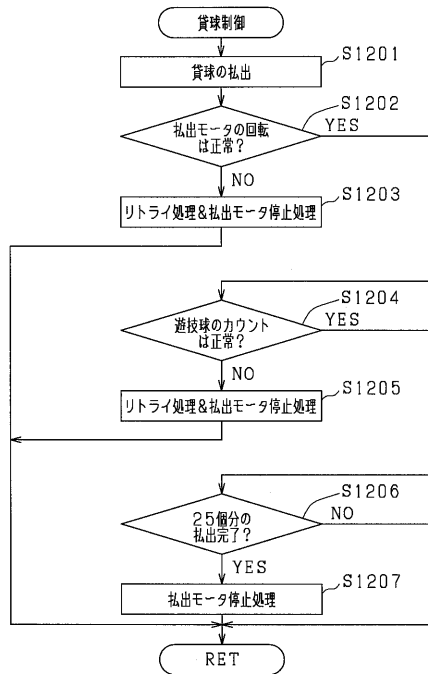 貸球制御
S1201
貸球の払出
S1202
払出モータの回転
は正常?
YES
NO
S1203
リトライ処理&払出モータ停止処理
S1204
遊技球のカウント
は正常?
YES
NO
S1205
リトライ処理&払出モータ停止処理
S1206
25個分の
払出完了?
NO
YES
S1207
払出モータ停止処理
RET